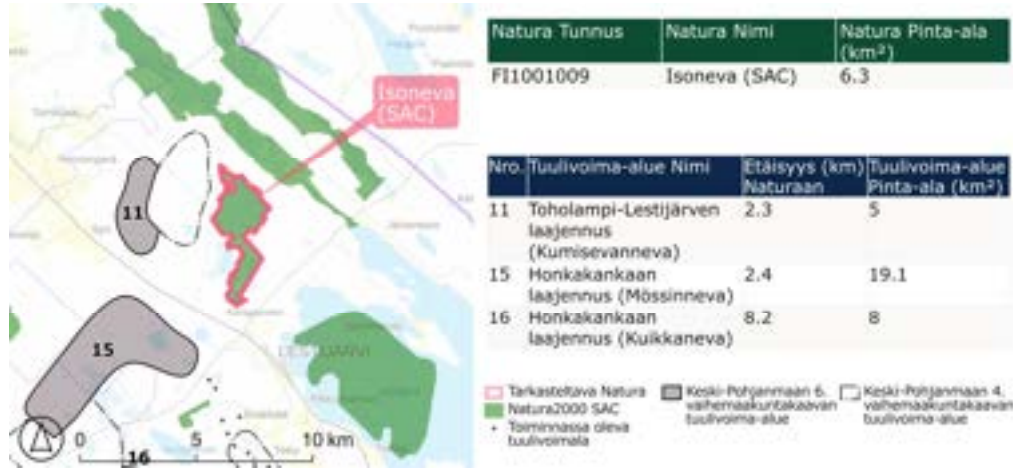 Isoneva
(SAC)
11
15
16
LESTIJÄRVI
0 5 10 km
Natura Tunnus Natura Nimi Natura Pinta-ala
(km²)
FI1001009 Isoneva (SAC) 6.3
Nro. Tuulivoima-alue Nimi Etäisyys (km) Tuulivoima-alue
Naturaan Pinta-ala (km²)
11 Toholampi-Lestijärven 2.3 5
laajennus
(Kumisevanneva)
15 Honkakankaan 2.4 19.1
laajennus (Mössinneva)
16 Honkakankaan 8.2 8
laajennus (Kuikkaneva)
Tarkasteltava Natura
Natura2000 SAC
Toiminnassa oleva
tuulivoimala
Keski-Pohjanmaan 6.
vaihemaakuntakaavan
tuulivoima-alue
Keski-Pohjanmaan 4.
vaihemaakuntakaavan
tuulivoima-alue